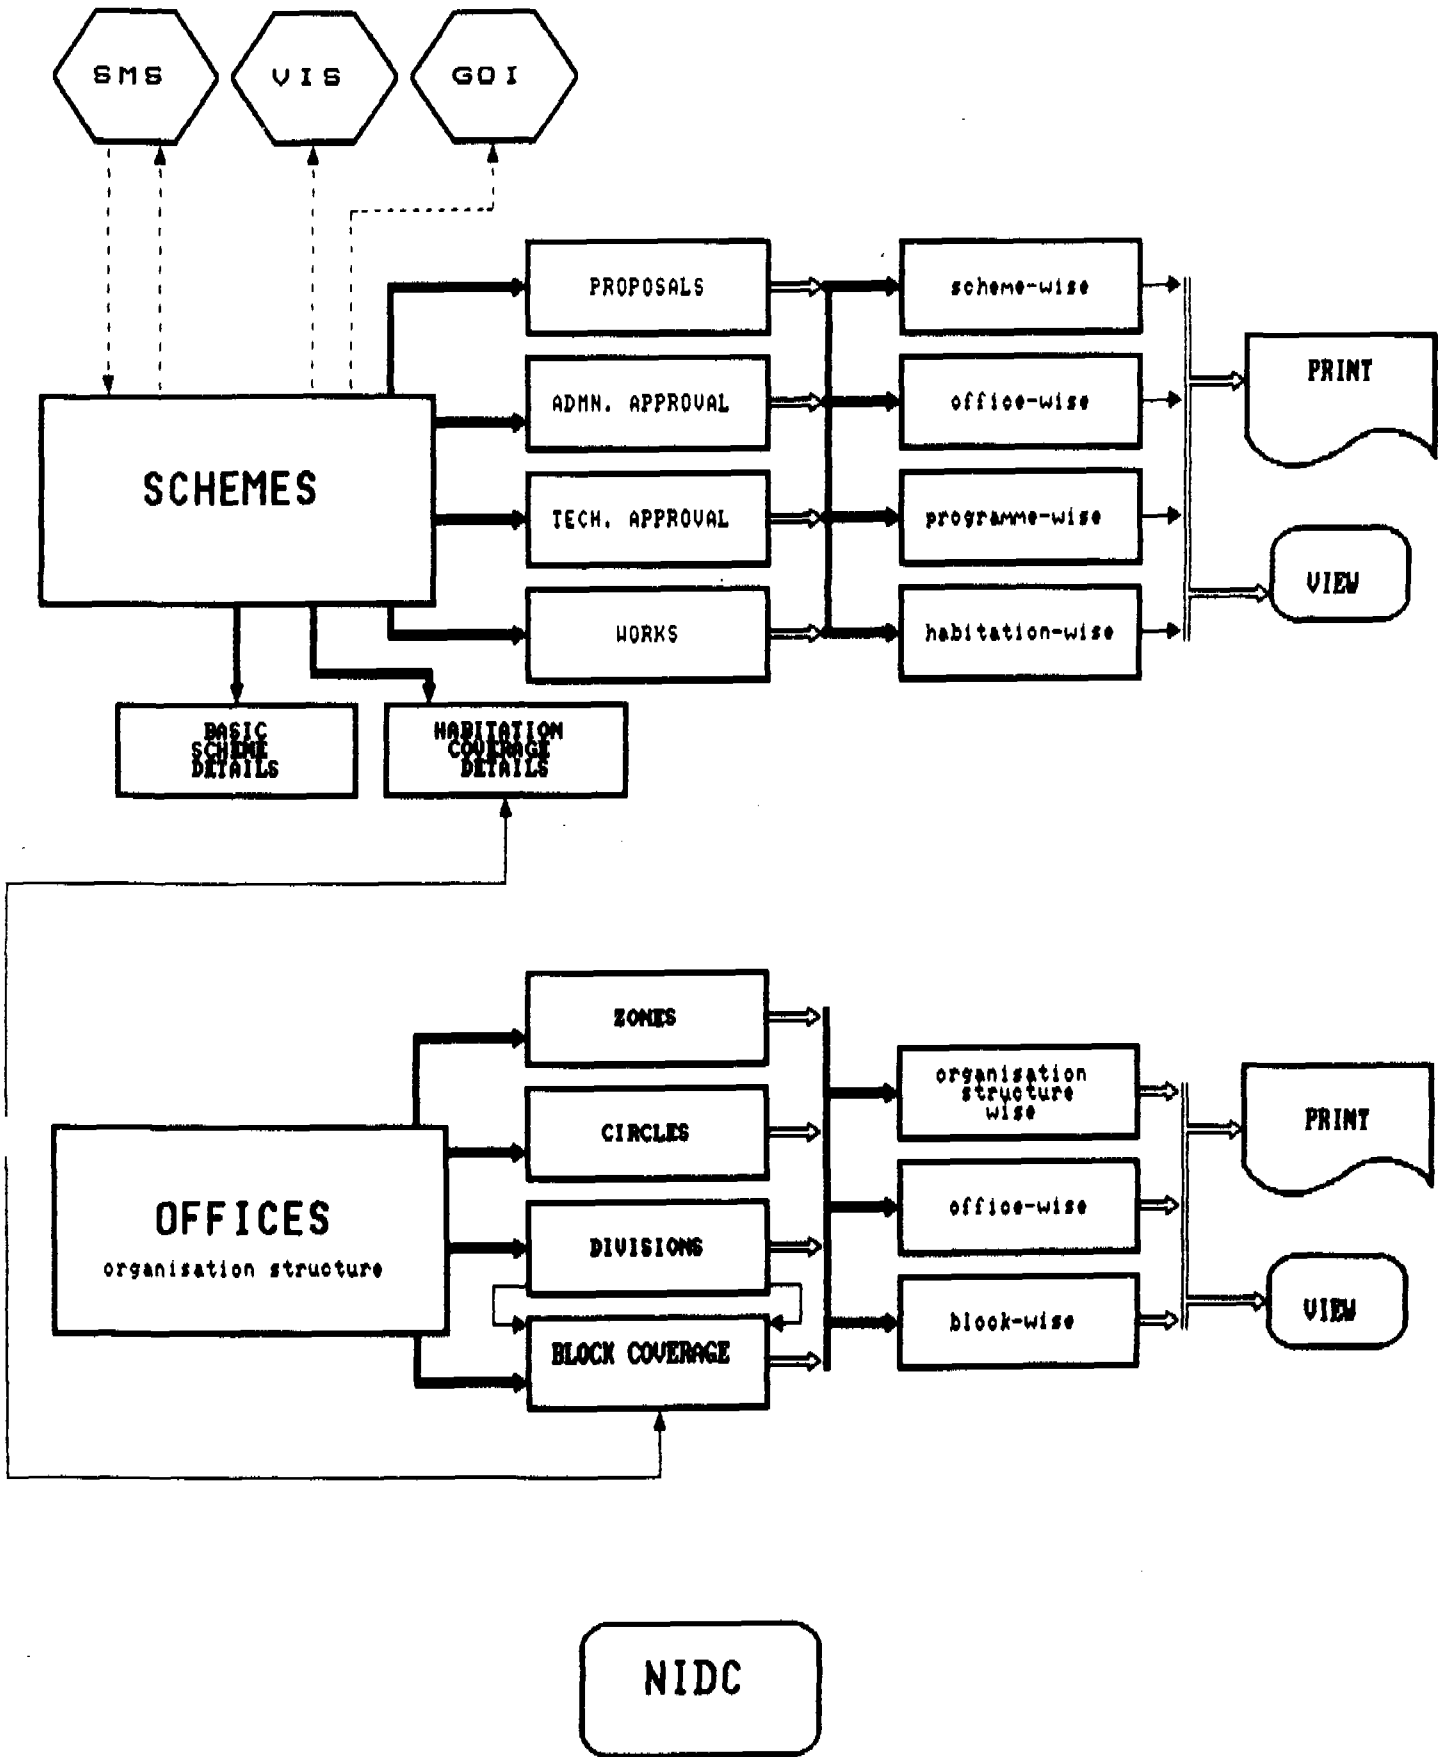 SMS
VIS
GOI
PROPOSALS
scheme-wise
PRINT
ADMN. APPROVAL
office-wise
SCHEMES
TECH. APPROVAL
programme-wise
VIEW
WORKS
habitation-wise
BASIC
SCHEME
DETAILS
HABITATION
COVERAGE
DETAILS
ZONES
organisation
structure
wise
PRINT
CIRCLES
OFFICES
organisation structure
DIVISIONS
office-wise
BLOCK COVERAGE
block-wise
VIEW
NIDC